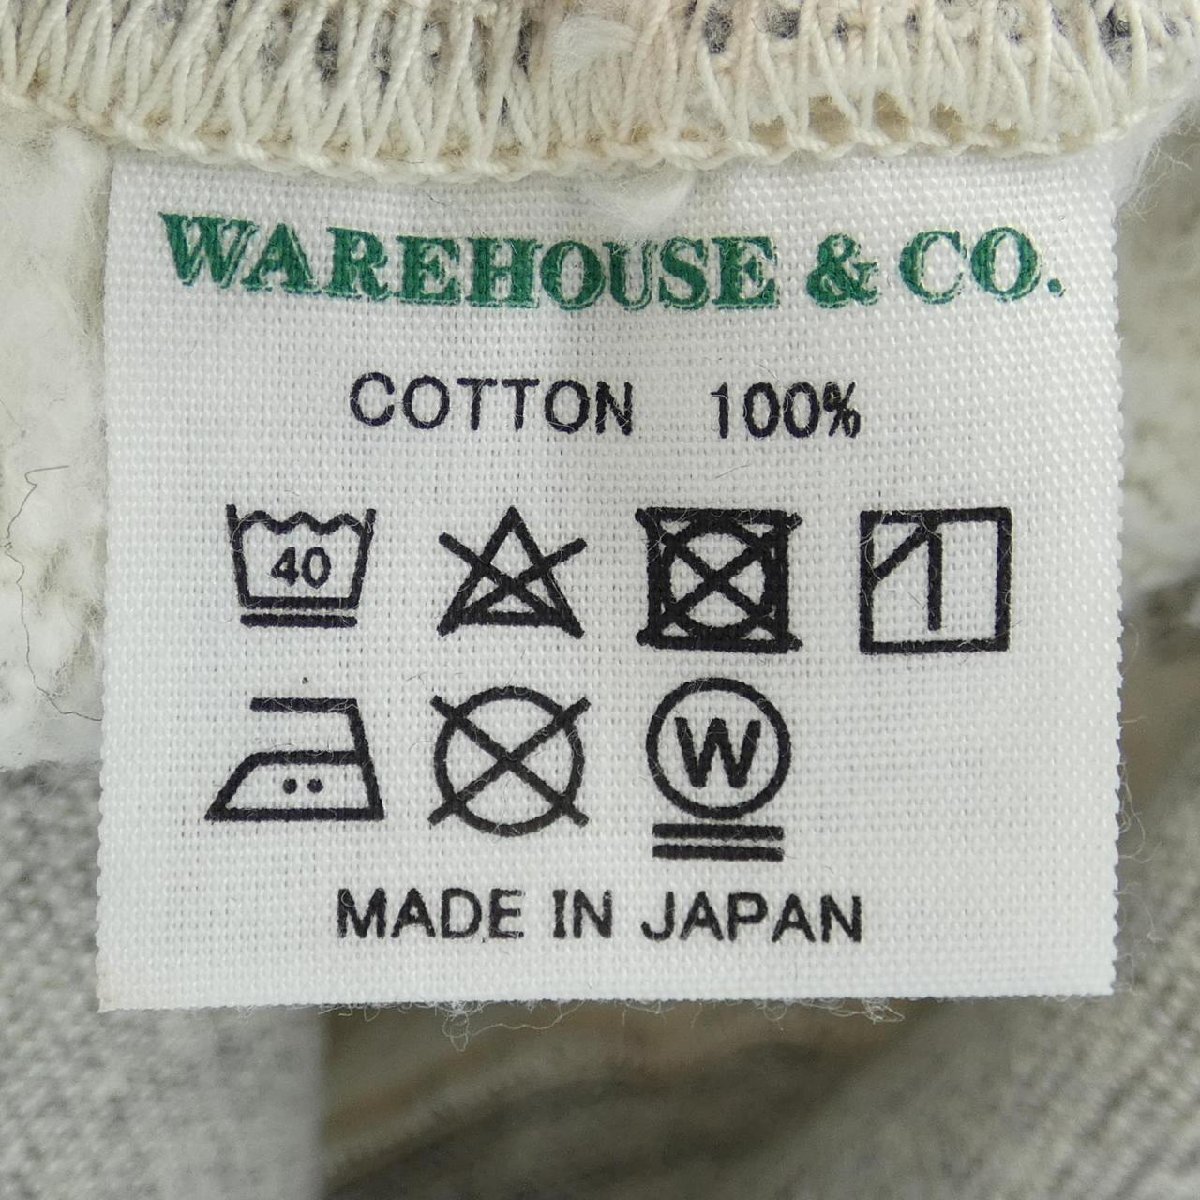 WAREHOUSE & CO.
COTTON 100%
40
W
MADE IN JAPAN